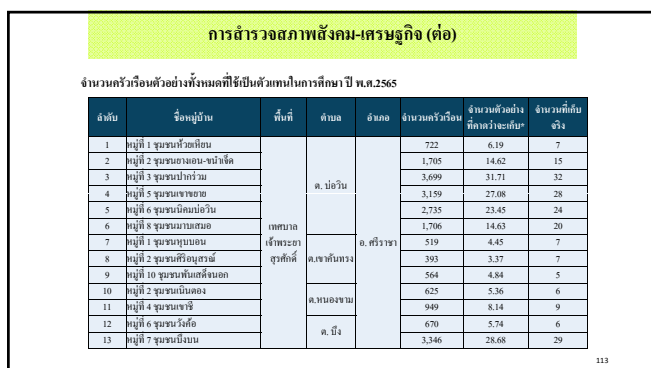 การสำรวจสภาพสังคม-เศรษฐกิจ (ต่อ)
จำนวนครัวเรือนตัวอย่างทั้งหมดที่ใช้เป็นตัวแทนในการศึกษา ปี พ.ศ.2565
ลำดับ ชื่อหมู่บ้าน พื้นที่ ตำบล อำเภอ จำนวนครัวเรือน จำนวนตัวอย่างที่คาดว่าจะเก็บ* จำนวนที่เก็บจริง
1 หมู่ที่ 1 ชุมชนห้วยเหียน เทศบาลเจ้าพระยาสุรศักดิ์ ต. บ่อวิน อ. ศรีราชา 722 6.19 7
2 หมู่ที่ 2 ชุมชนยางเอน-ขนำเจ็ด 1,705 14.62 15
3 หมู่ที่ 3 ชุมชนปากร่วม 3,699 31.71 32
4 หมู่ที่ 5 ชุมชนเขาขยาย 3,159 27.08 28
5 หมู่ที่ 6 ชุมชนนิคมบ่อวิน 2,735 23.45 24
6 หมู่ที่ 8 ชุมชนมาบเสมอ 1,706 14.63 20
7 หมู่ที่ 1 ชุมชนหุบบอน ต.เขาคันทรง 519 4.45 7
8 หมู่ที่ 2 ชุมชนศิริอนุสรณ์ 393 3.37 7
9 หมู่ที่ 10 ชุมชนพันเสด็จนอก 564 4.84 5
10 หมู่ที่ 2 ชุมชนเนินตอง ต.หนองขาม 625 5.36 6
11 หมู่ที่ 4 ชุมชนเขาชี 949 8.14 9
12 หมู่ที่ 6 ชุมชนวังค้อ ต. บึง 670 5.74 6
13 หมู่ที่ 7 ชุมชนบึงบน 3,346 28.68 29
113